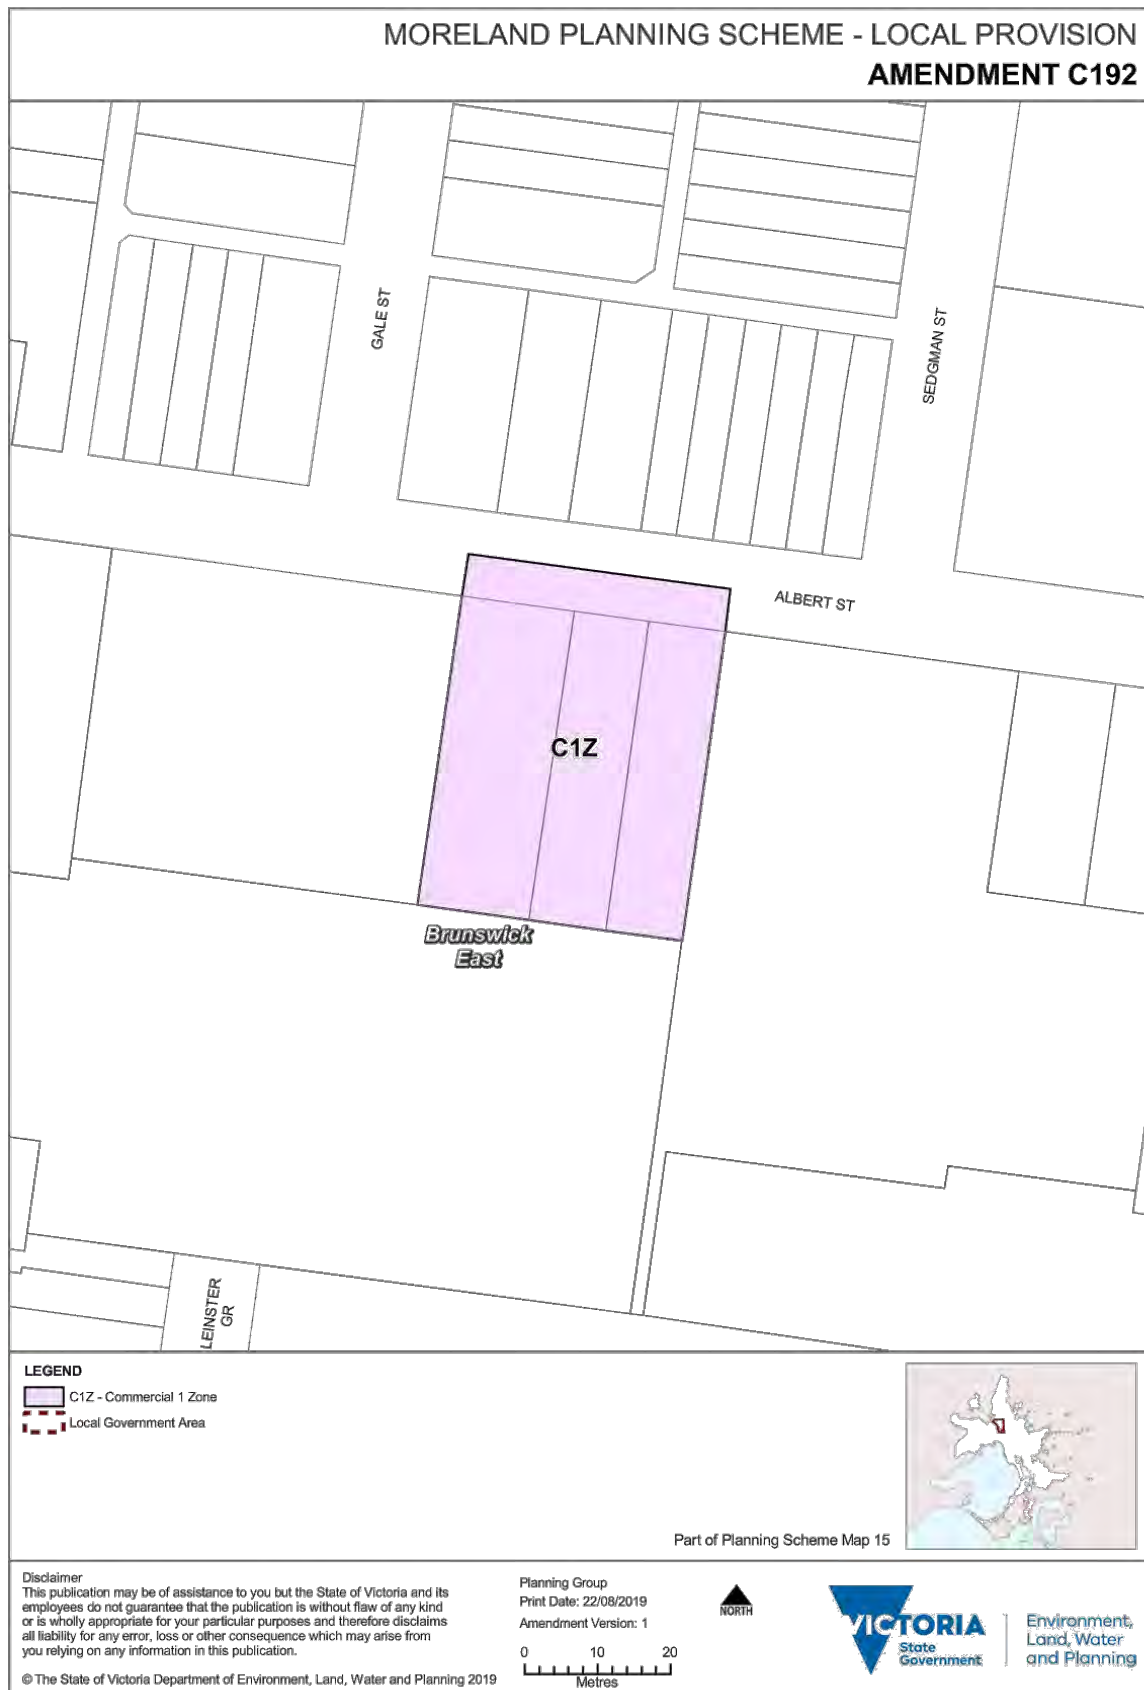 MORELAND PLANNING SCHEME - LOCAL PROVISION
AMENDMENT C192
GALE ST
SEDGMAN ST
ALBERT ST
C1Z
Brunswick
East
LEINSTER
GR
LEGEND
C1Z - Commercial 1 Zone
Local Government Area
Part of Planning Scheme Map 15
Disclaimer
This publication may be of assistance to you but the State of Victoria and its
employees do not guarantee that the publication is without flaw of any kind
or is wholly appropriate for your particular purposes and therefore disclaims
all liability for any error, loss or other consequence which may arise from
you relying on any information in this publication.
© The State of Victoria Department of Environment, Land, Water and Planning 2019
Planning Group
Print Date: 22/08/2019
Amendment Version: 1
0 10 20
Metres
NORTH
VICTORIA
State
Government
Environment,
Land, Water
and Planning